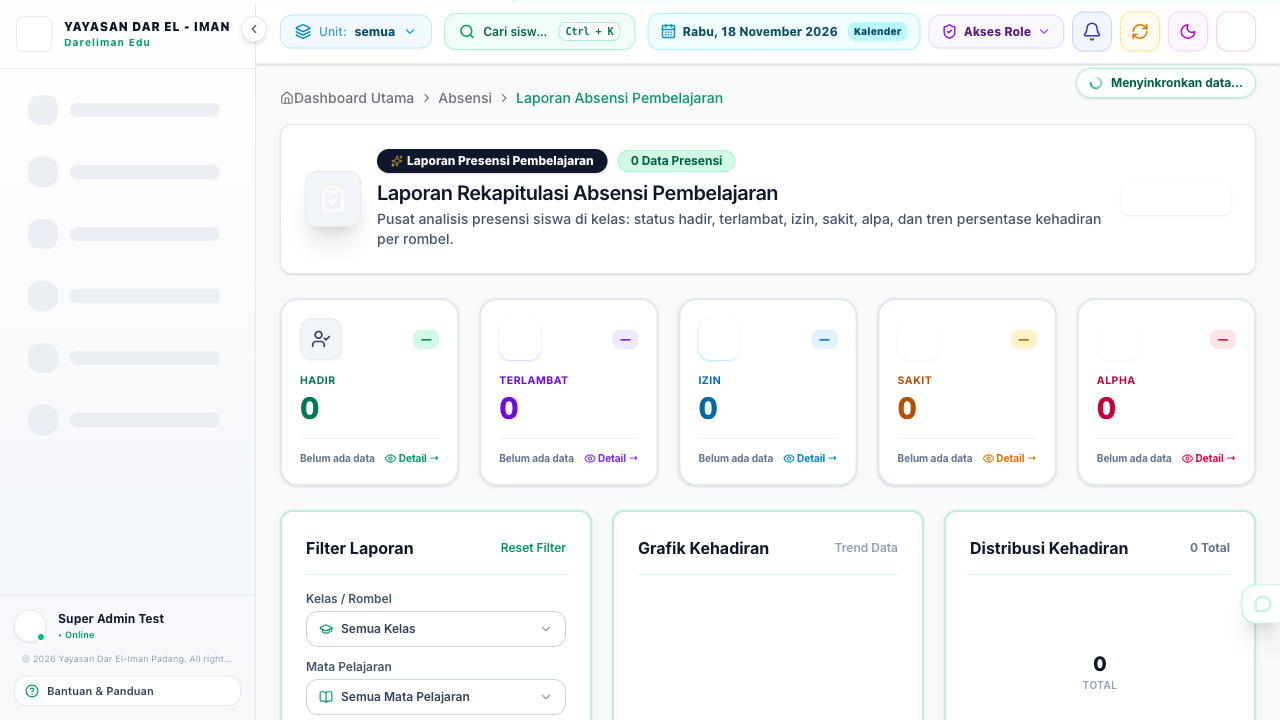 YAYASAN DAR EL - IMAN
Dareliman Edu
Unit: semua
Cari sisw... Ctrl + K
Rabu, 18 November 2026 Kalender
Akses Role
Menyinkronkan data...
Dashboard Utama > Absensi > Laporan Absensi Pembelajaran
Laporan Presensi Pembelajaran 0 Data Presensi
Laporan Rekapitulasi Absensi Pembelajaran
Pusat analisis presensi siswa di kelas: status hadir, terlambat, izin, sakit, alpa, dan tren persentase kehadiran
per rombel.
—
HADIR
0
Belum ada data Detail →
—
TERLAMBAT
0
Belum ada data Detail →
—
IZIN
0
Belum ada data Detail →
—
SAKIT
0
Belum ada data Detail →
—
ALPHA
0
Belum ada data Detail →
Filter Laporan Reset Filter
Kelas / Rombel
Semua Kelas
Mata Pelajaran
Semua Mata Pelajaran
Grafik Kehadiran Trend Data
Distribusi Kehadiran 0 Total
0
TOTAL
Super Admin Test
• Online
© 2026 Yayasan Dar El-Iman Padang. All right...
Bantuan & Panduan